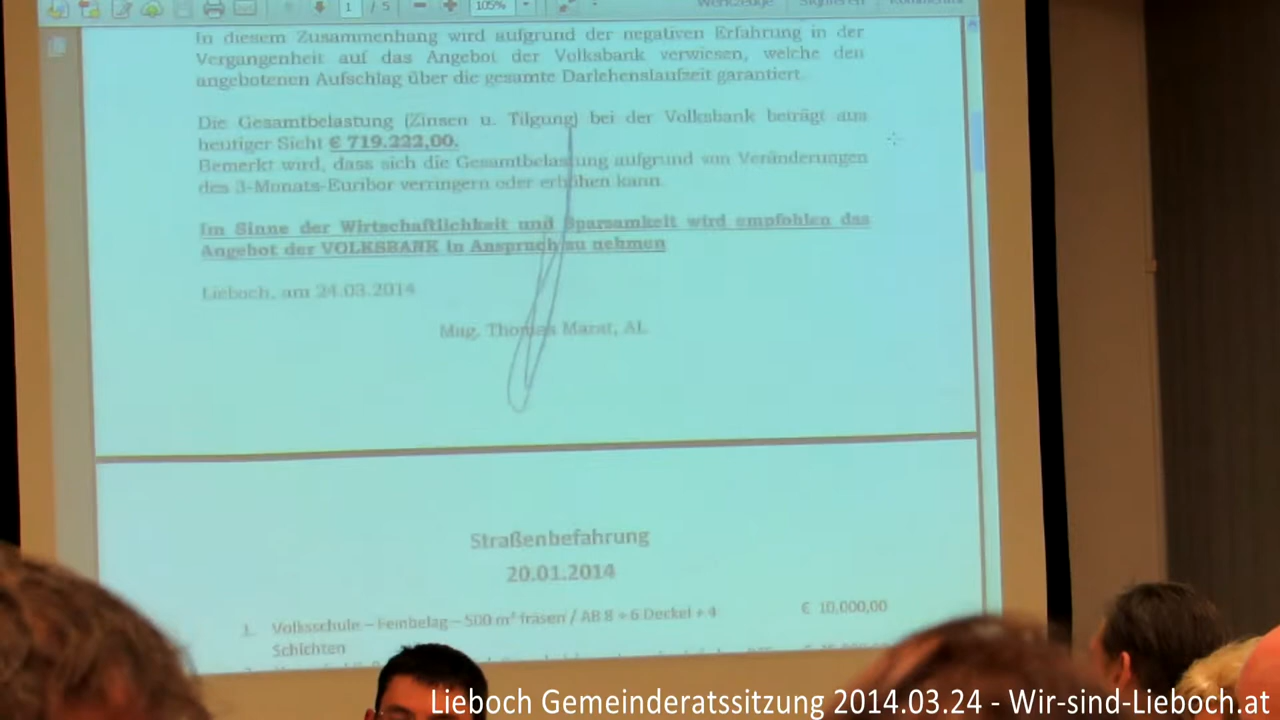 1 / 5
105%
Werkzeuge
In diesem Zusammenhang wird aufgrund der negativen Erfahrung in der
Vergangenheit auf das Angebot der Volksbank verwiesen, welche den
angebotenen Aufschlag über die gesamte Darlehenslaufzeit garantiert.
Die Gesamtbelastung (Zinsen u. Tilgung) bei der Volksbank beträgt aus
heutiger Sicht € 719.222,00.
Bemerkt wird, dass sich die Gesamtbelastung aufgrund von Veränderungen
des 3-Monats-Euribor verringern oder erhöhen kann.
Im Sinne der Wirtschaftlichkeit und Sparsamkeit wird empfohlen das
Angebot der VOLKSBANK in Anspruch zu nehmen
Lieboch, am 24.03.2014
Mag. Thomas Marat, AL
Straßenbefahrung
20.01.2014
1. Volksschule – Feinbelag – 500 m² fräsen / AB 8 + 6 Deckel + 4 € 10.000,00
Schichten
Lieboch Gemeinderatssitzung 2014.03.24 - Wir-sind-Lieboch.at